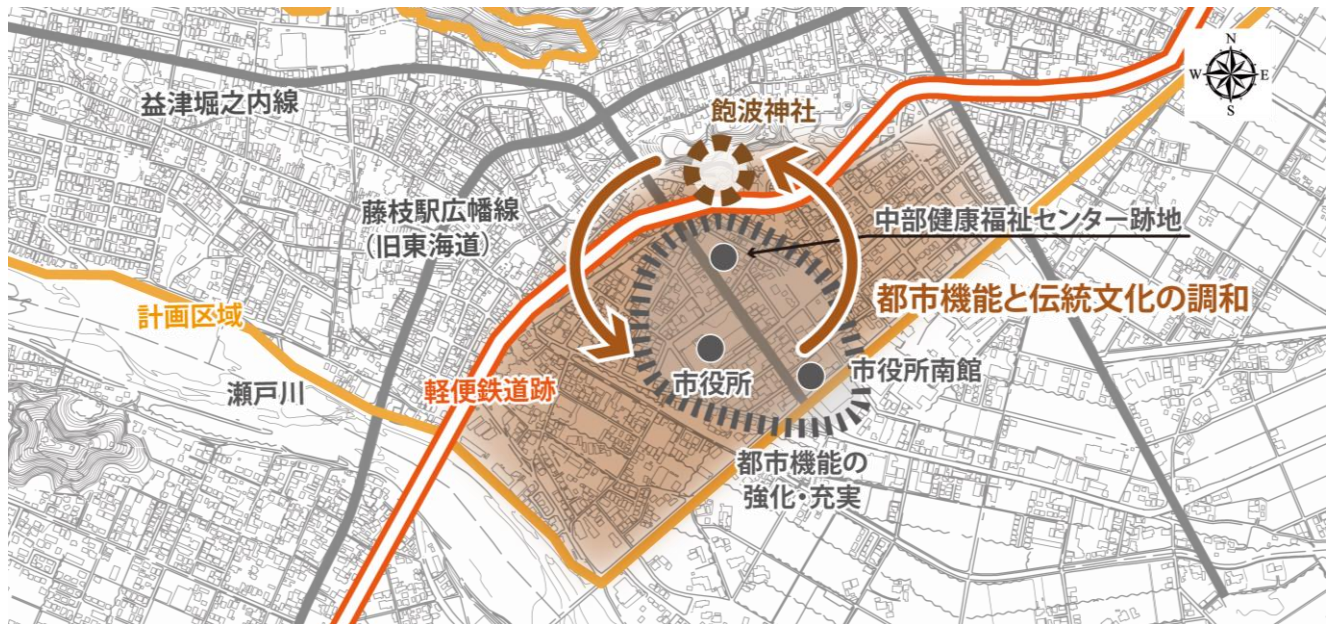 N
W
E
S
益津堀之内線
飽波神社
藤枝駅広幡線
（旧東海道）
中部健康福祉センター跡地
都市機能と伝統文化の調和
計画区域
瀬戸川
軽便鉄道跡
市役所
市役所南館
都市機能の
強化・充実